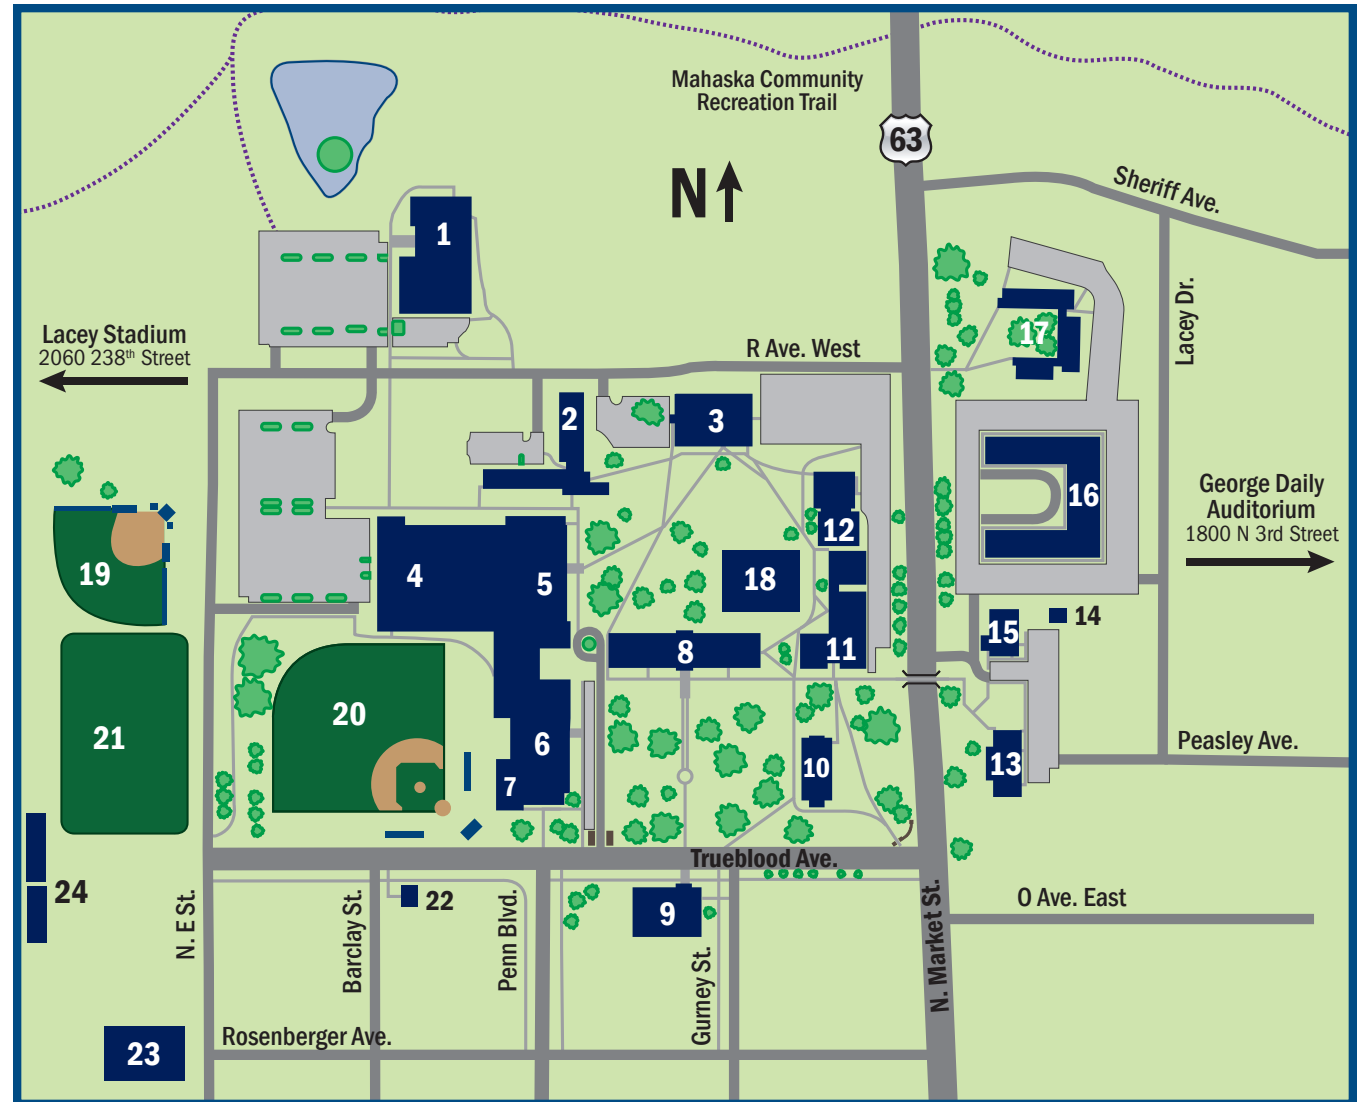 Mahaska Community
Recreation Trail
63
N
Sheriff Ave.
1
17
Lacey Dr.
Lacey Stadium
2060 238th Street
R Ave. West
2
3
16
George Daily
Auditorium
1800 N 3rd Street
12
19
4
5
18
14
15
8
11
20
21
6
10
13
Peasley Ave.
7
Trueblood Ave.
24
22
9
O Ave. East
N. E St.
Barclay St.
Penn Blvd.
Gurney St.
N. Market St.
Rosenberger Ave.
23